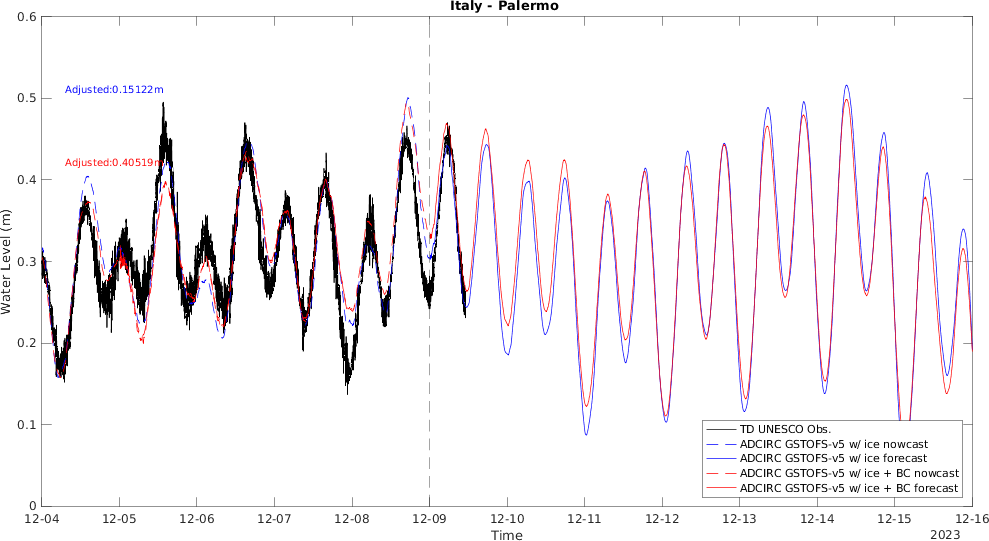 Italy - Palermo
0.6
0.5
0.4
0.3
0.2
0.1
0
Water Level (m)
Adjusted:0.15122m
Adjusted:0.40519m
TD UNESCO Obs.
ADCIRC GSTOFS-v5 w/ ice nowcast
ADCIRC GSTOFS-v5 w/ ice forecast
ADCIRC GSTOFS-v5 w/ ice + BC nowcast
ADCIRC GSTOFS-v5 w/ ice + BC forecast
12-04 12-05 12-06 12-07 12-08 12-09 12-10 12-11 12-12 12-13 12-14 12-15 12-16
Time
2023